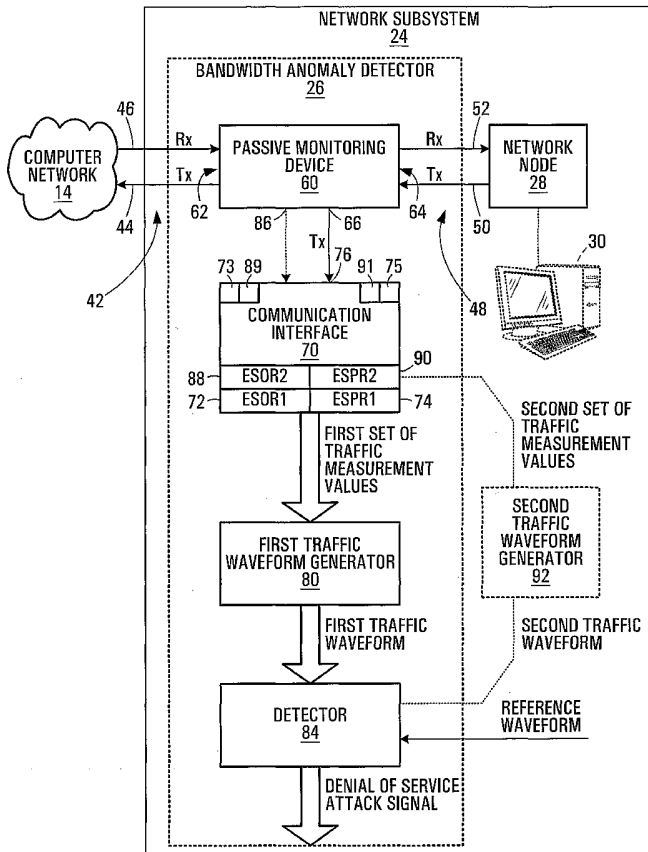 NETWORK SUBSYSTEM
24
BANDWIDTH ANOMALY DETECTOR
26
46
Rx
COMPUTER
NETWORK
14
Tx
44
62
42
PASSIVE MONITORING
DEVICE
60
Rx
52
Tx
64
50
48
NETWORK
NODE
28
30
86
66
Tx
76
73
89
91
75
COMMUNICATION
INTERFACE
70
90
88
ESOR2
ESPR2
72
ESOR1
ESPR1
74
FIRST SET OF
TRAFFIC
MEASUREMENT
VALUES
SECOND SET OF
TRAFFIC
MEASUREMENT
VALUES
FIRST TRAFFIC
WAVEFORM GENERATOR
80
SECOND
TRAFFIC
WAVEFORM
GENERATOR
92
FIRST TRAFFIC
WAVEFORM
SECOND TRAFFIC
WAVEFORM
DETECTOR
84
REFERENCE
WAVEFORM
DENIAL OF SERVICE
ATTACK SIGNAL